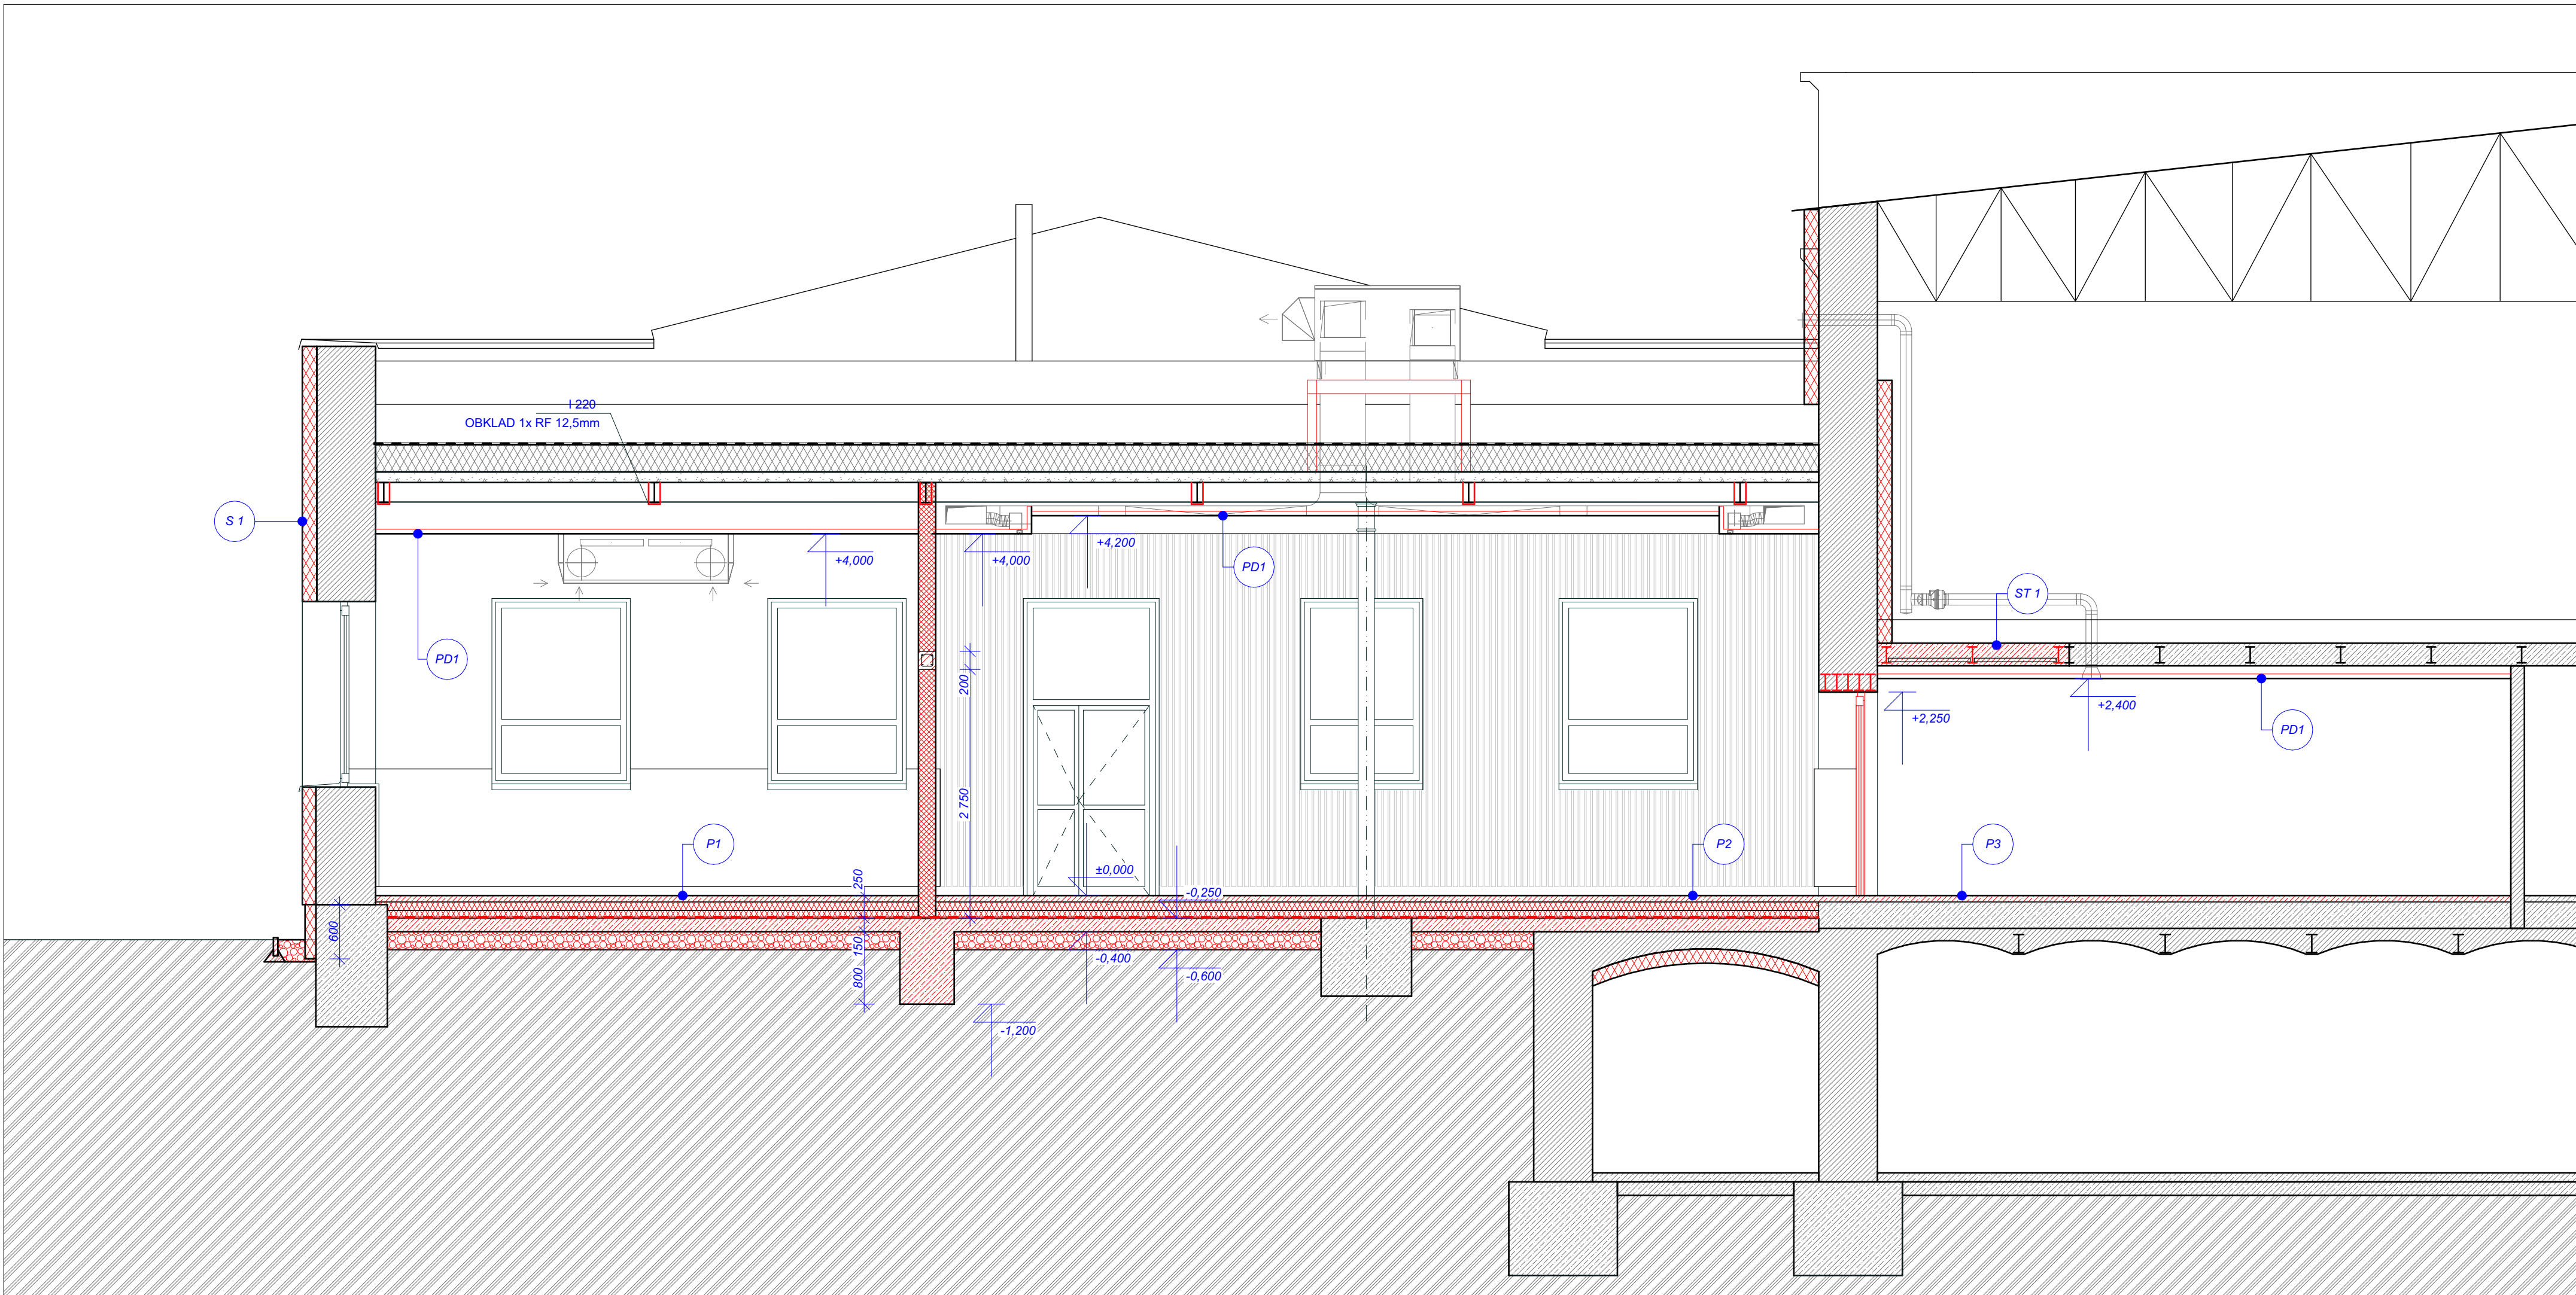 I 220
OBKLAD 1x RF 12,5mm
S 1
+4,000
+4,000
+4,200
PD1
ST 1
PD1
200
+2,250
+2,400
PD1
2 750
P1
P2
P3
250
±0,000
-0,250
600
150
-0,400
800
-0,600
-1,200